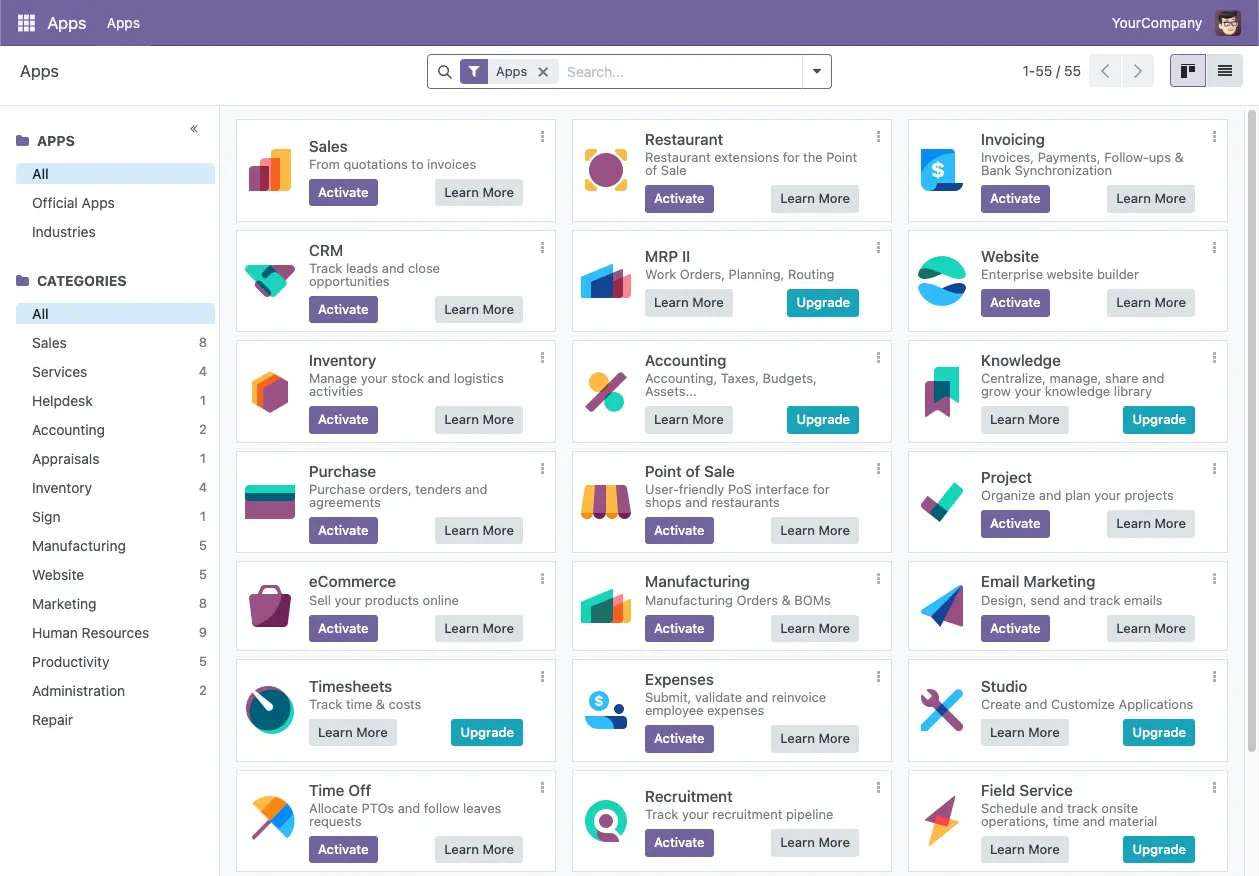 Apps Apps YourCompany
Apps Apps Search... 1-55 / 55
APPS
All
Official Apps
Industries
CATEGORIES
All
Sales 8
Services 4
Helpdesk 1
Accounting 2
Appraisals 1
Inventory 4
Sign 1
Manufacturing 5
Website 5
Marketing 8
Human Resources 9
Productivity 5
Administration 2
Repair
Sales
From quotations to invoices
Activate Learn More
Restaurant
Restaurant extensions for the Point
of Sale
Activate Learn More
Invoicing
Invoices, Payments, Follow-ups &
Bank Synchronization
Activate Learn More
CRM
Track leads and close
opportunities
Activate Learn More
MRP II
Work Orders, Planning, Routing
Learn More Upgrade
Website
Enterprise website builder
Activate Learn More
Inventory
Manage your stock and logistics
activities
Activate Learn More
Accounting
Accounting, Taxes, Budgets,
Assets...
Learn More Upgrade
Knowledge
Centralize, manage, share and
grow your knowledge library
Learn More Upgrade
Purchase
Purchase orders, tenders and
agreements
Activate Learn More
Point of Sale
User-friendly PoS interface for
shops and restaurants
Activate Learn More
Project
Organize and plan your projects
Activate Learn More
eCommerce
Sell your products online
Activate Learn More
Manufacturing
Manufacturing Orders & BOMs
Activate Learn More
Email Marketing
Design, send and track emails
Activate Learn More
Timesheets
Track time & costs
Learn More Upgrade
Expenses
Submit, validate and reinvoice
employee expenses
Activate Learn More
Studio
Create and Customize Applications
Learn More Upgrade
Time Off
Allocate PTOs and follow leaves
requests
Activate Learn More
Recruitment
Track your recruitment pipeline
Activate Learn More
Field Service
Schedule and track onsite
operations, time and material
Learn More Upgrade